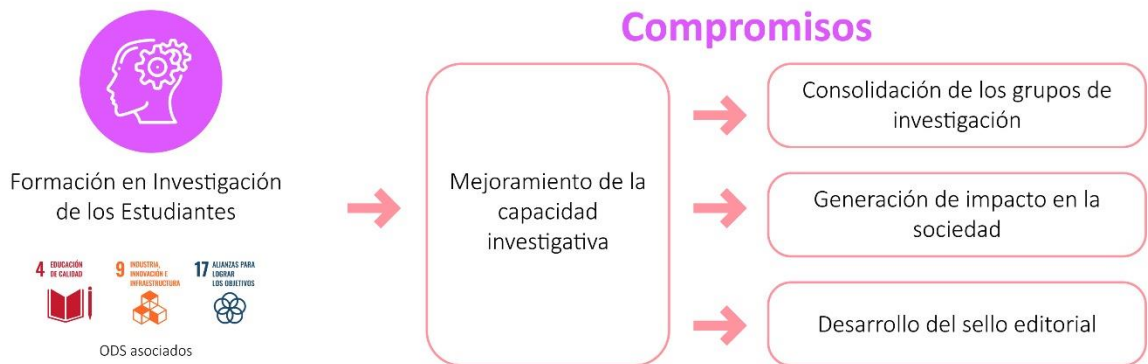 Compromisos
Formación en Investigación
de los Estudiantes
4 EDUCACIÓN
DE CALIDAD
9 INDUSTRIA,
INNOVACIÓN E
INFRAESTRUCTURA
17 ALIANZAS PARA
LOGRAR
LOS OBJETIVOS
ODS asociados
Mejoramiento de la
capacidad
investigativa
Consolidación de los grupos de
investigación
Generación de impacto en la
sociedad
Desarrollo del sello editorial